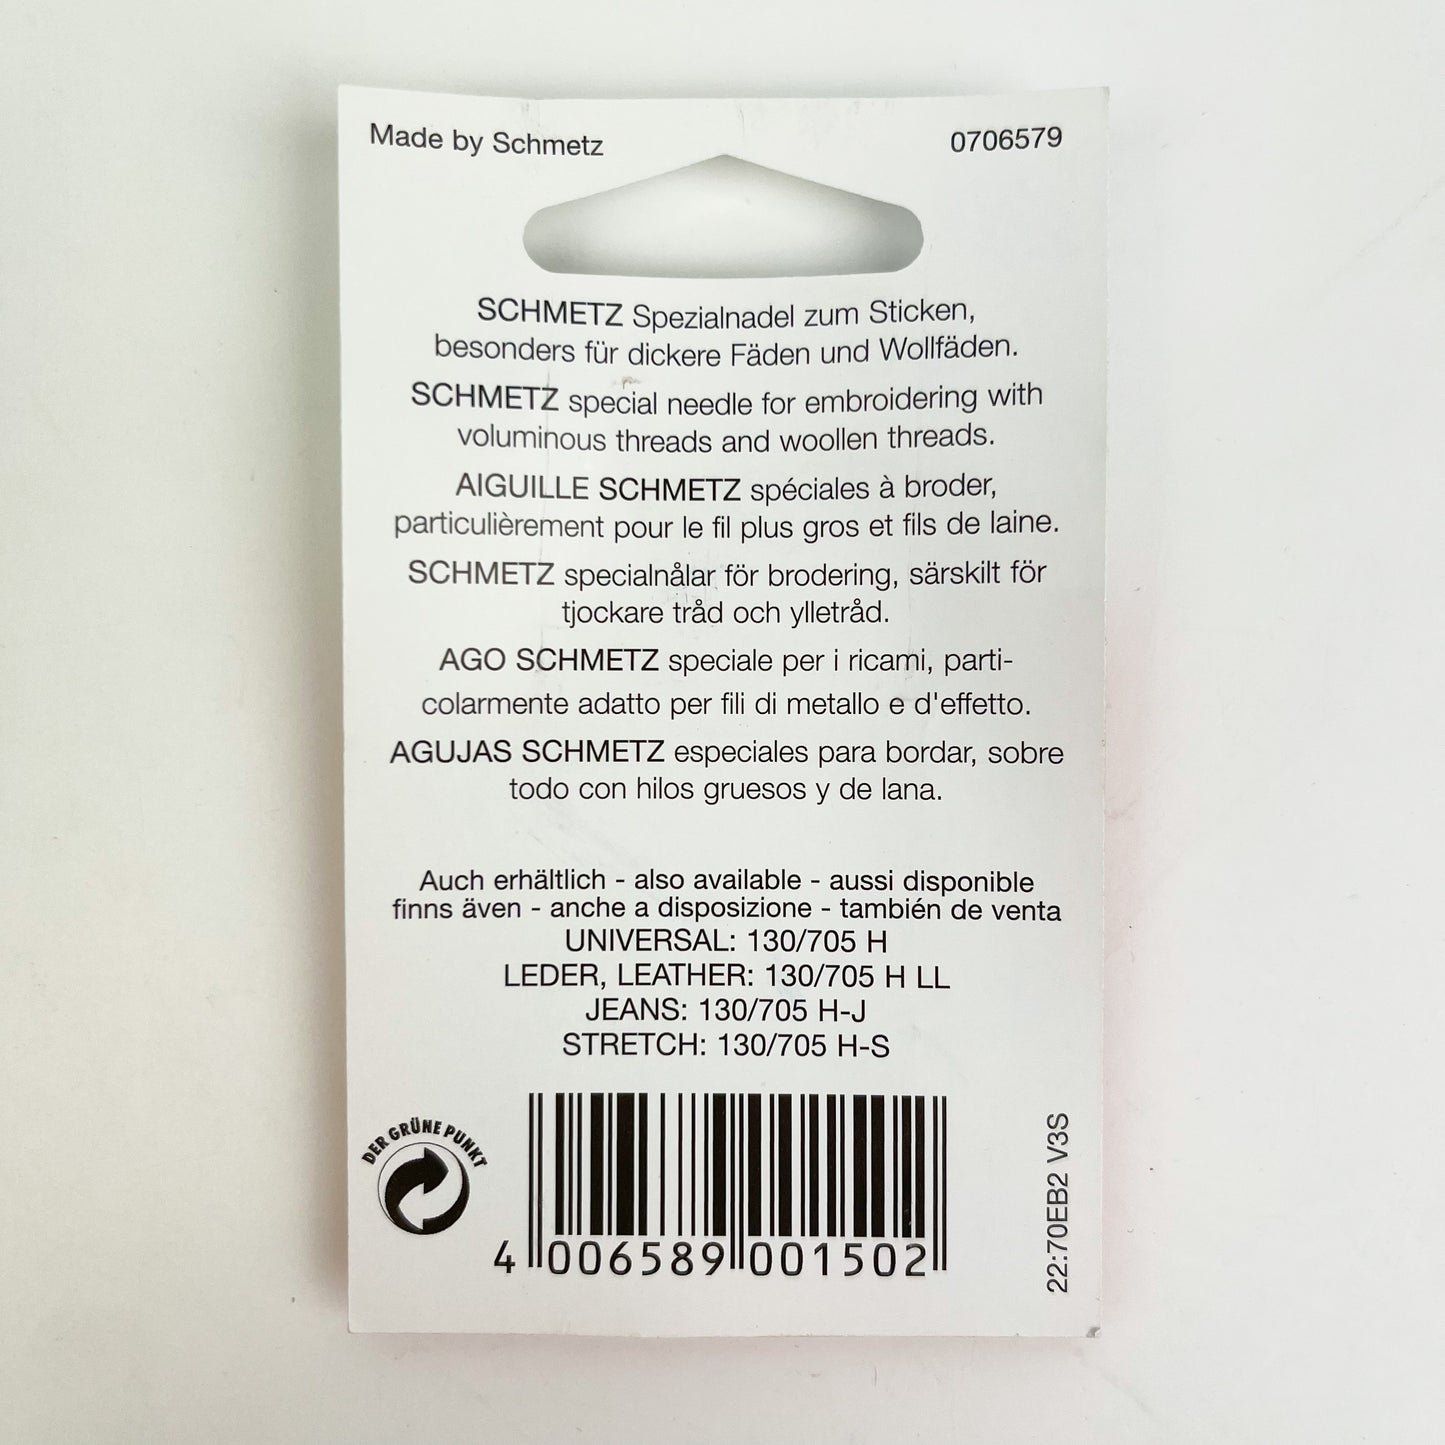 Made by Schmetz
0706579
SCHMETZ Spezialnadel zum Sticken,
besonders für dickere Fäden und Wollfäden.
SCHMETZ special needle for embroidering with
voluminous threads and woollen threads.
AIGUILLE SCHMETZ spéciales à broder,
particulièrement pour le fil plus gros et fils de laine.
SCHMETZ specialnålar för brodering, särskilt för
tjockare tråd och ylletråd.
AGO SCHMETZ speciale per i ricami, parti-
colarmente adatto per fili di metallo e d'effetto.
AGUJAS SCHMETZ especiales para bordar, sobre
todo con hilos gruesos y de lana.
Auch erhältlich - also available - aussi disponible
finns även - anche a disposizione - también de venta
UNIVERSAL: 130/705 H
LEDER, LEATHER: 130/705 H LL
JEANS: 130/705 H-J
STRETCH: 130/705 H-S
DER GRÜNE PUNKT
4 006589 001502
22:70EB2 V3S